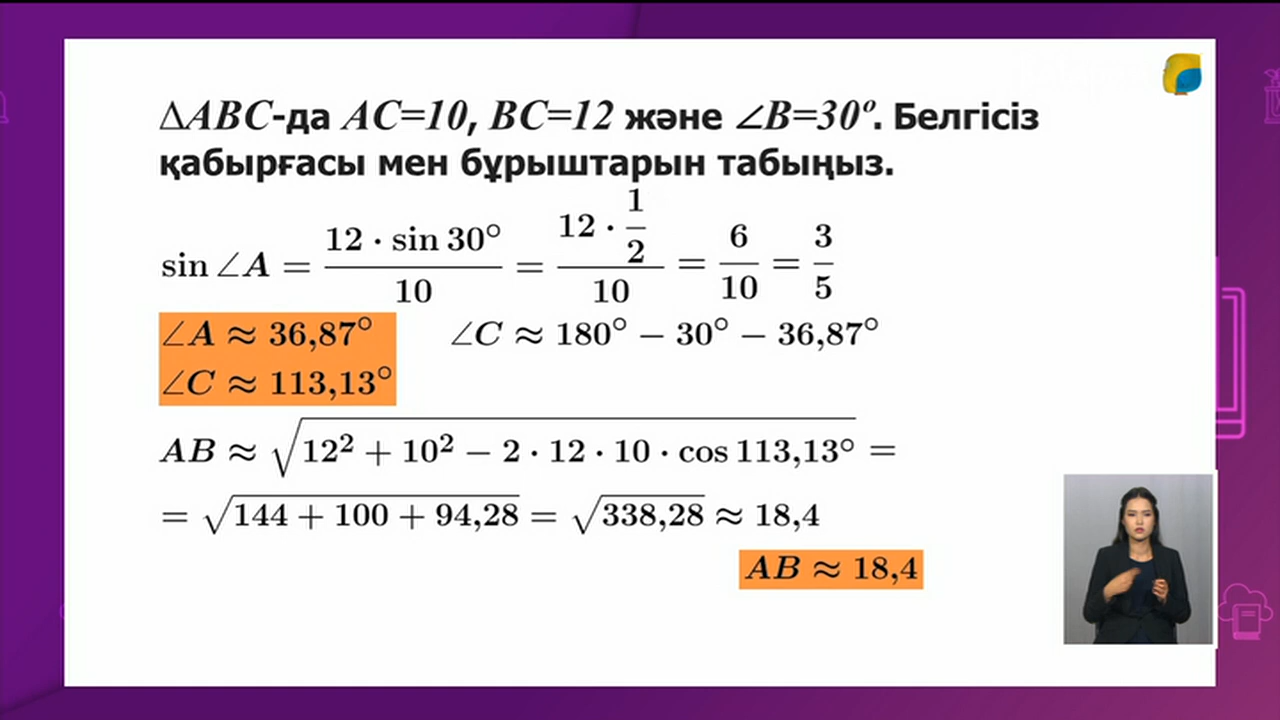 ∆ABC-да AC=10, BC=12 және ∠B=30º. Белгісіз
қабырғасы мен бұрыштарын табыңыз.
sin ∠A = (12 · sin 30°)/10 = (12 · 1/2)/10 = 6/10 = 3/5
∠A ≈ 36,87° ∠C ≈ 180° − 30° − 36,87°
∠C ≈ 113,13°
AB ≈ √(12² + 10² − 2 · 12 · 10 · cos 113,13°) =
= √(144 + 100 + 94,28) = √(338,28) ≈ 18,4
AB ≈ 18,4